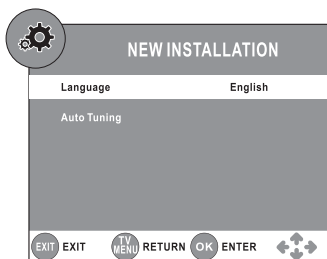 NEW INSTALLATION
Language English
Auto Tuning
EXIT EXIT TV MENU RETURN OK ENTER